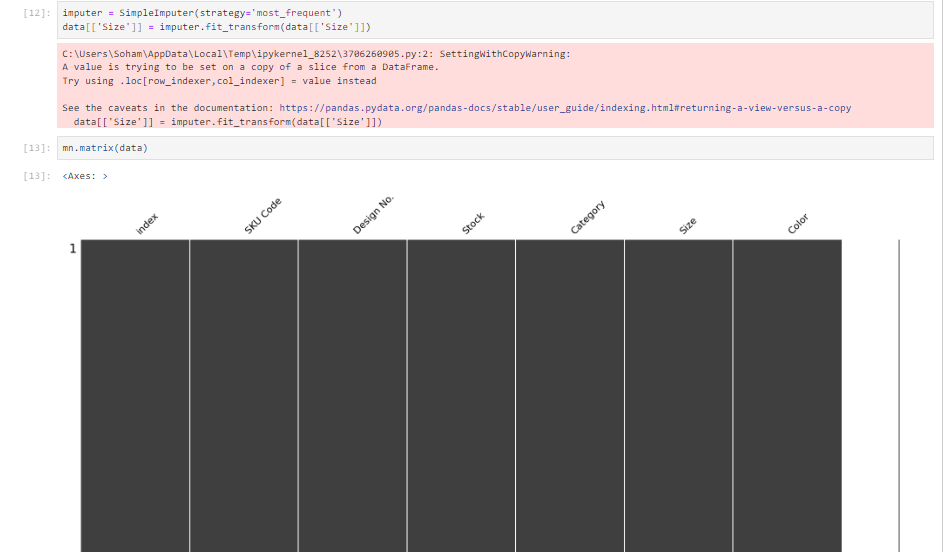 [12]: imputer = SimpleImputer(strategy='most_frequent')
data[['Size']] = imputer.fit_transform(data[['Size']])
C:\Users\Soham\AppData\Local\Temp\ipykernel_8252\3706260905.py:2: SettingWithCopyWarning:
A value is trying to be set on a copy of a slice from a DataFrame.
Try using .loc[row_indexer,col_indexer] = value instead
See the caveats in the documentation: https://pandas.pydata.org/pandas-docs/stable/user_guide/indexing.html#returning-a-view-versus-a-copy
data[['Size']] = imputer.fit_transform(data[['Size']])
[13]: mn.matrix(data)
[13]: <Axes: >
index
SKU Code
Design No.
Stock
Category
Size
Color
1